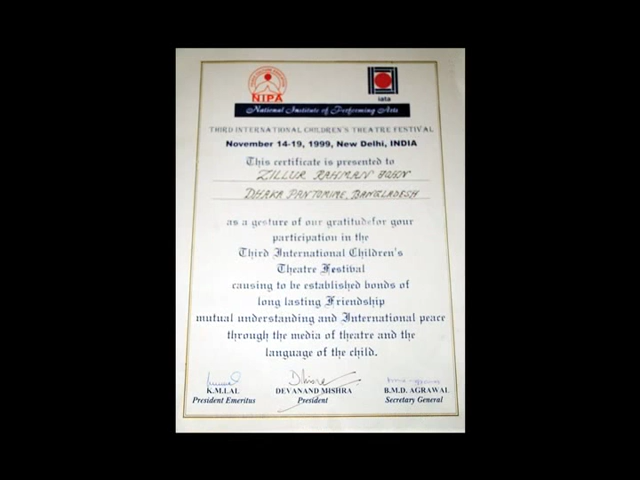 NIPA
iata
National Institute of Performing Arts
THIRD INTERNATIONAL CHILDREN'S THEATRE FESTIVAL
November 14-19, 1999, New Delhi, INDIA
This certificate is presented to
ZILLUR RAHMAN
DHAKA PANTOMIME, BANGLADESH
as a gesture of our gratitudefor your
participation in the
Third International Children's
Theatre Festival
causing to be established bonds of
long lasting Friendship
mutual understanding and International peace
through the media of theatre and the
language of the child.
K.M.LAL DEVANAND MISHRA B.M.D. AGRAWAL
President Emeritus President Secretary General